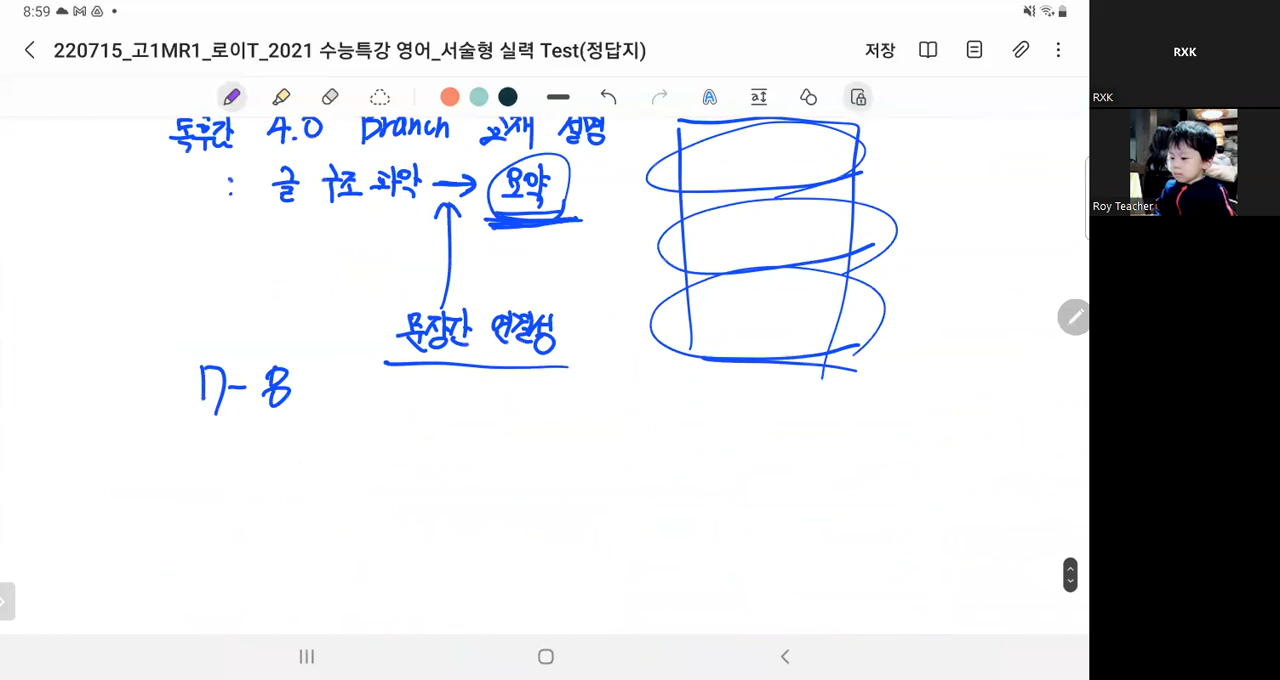 8:59
RXK
220715_고1MR1_로이T_2021 수능특강 영어_서술형 실력 Test(정답지)
저장
RXK
독후간 4.0 Branch 교재 설명
: 글 구조 파악 → 요약
Roy Teacher
문장간 연결성
17-8